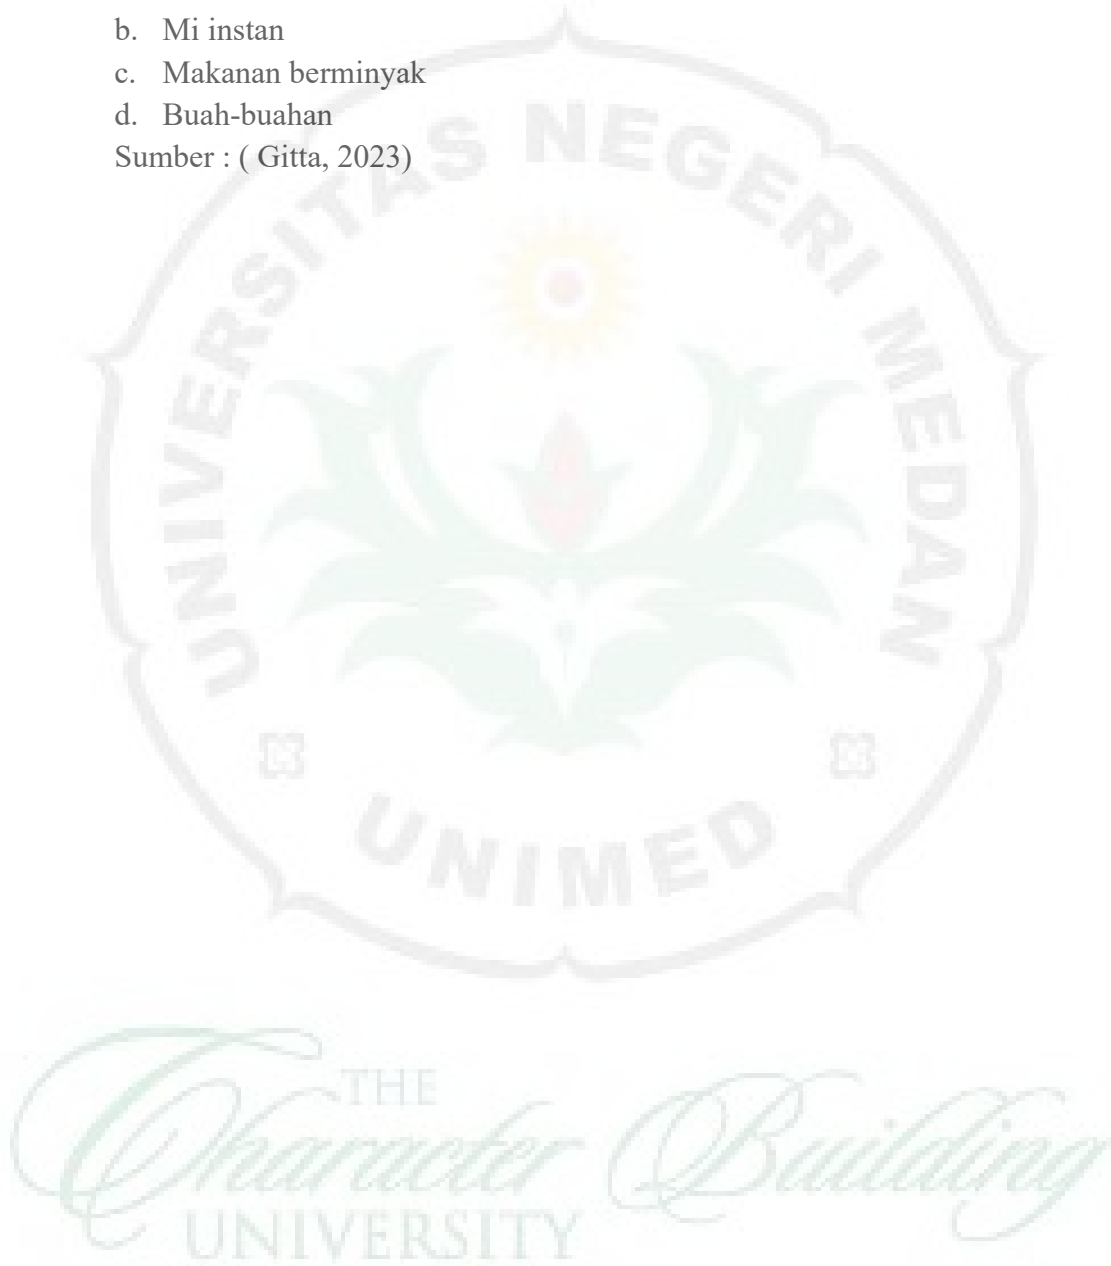 b. Mi instan
c. Makanan berminyak
d. Buah-buahan
Sumber : ( Gitta, 2023)
UNIVERSITAS NEGERI MEDAN
UNIMED
THE
Character Building
UNIVERSITY